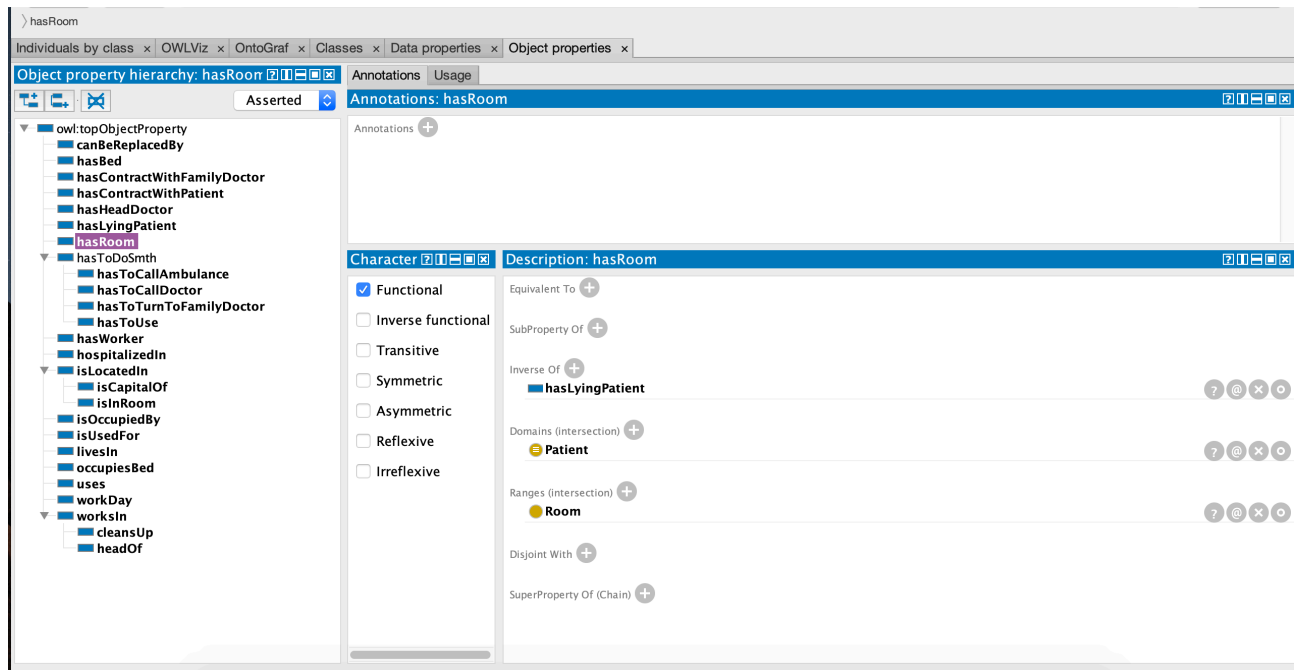 hasRoom
Individuals by class × OWLViz × OntoGraf × Classes × Data properties × Object properties ×
Object property hierarchy: hasRoom
Asserted
owl:topObjectProperty
canBeReplacedBy
hasBed
hasContractWithFamilyDoctor
hasContractWithPatient
hasHeadDoctor
hasLyingPatient
hasRoom
hasToDoSmth
hasToCallAmbulance
hasToCallDoctor
hasToTurnToFamilyDoctor
hasToUse
hasWorker
hospitalizedIn
isLocatedIn
isCapitalOf
isInRoom
isOccupiedBy
isUsedFor
livesIn
occupiesBed
uses
workDay
worksIn
cleansUp
headOf
Annotations Usage
Annotations: hasRoom
Annotations
Character
Functional
Inverse functional
Transitive
Symmetric
Asymmetric
Reflexive
Irreflexive
Description: hasRoom
Equivalent To
SubProperty Of
Inverse Of
hasLyingPatient
Domains (intersection)
Patient
Ranges (intersection)
Room
Disjoint With
SuperProperty Of (Chain)